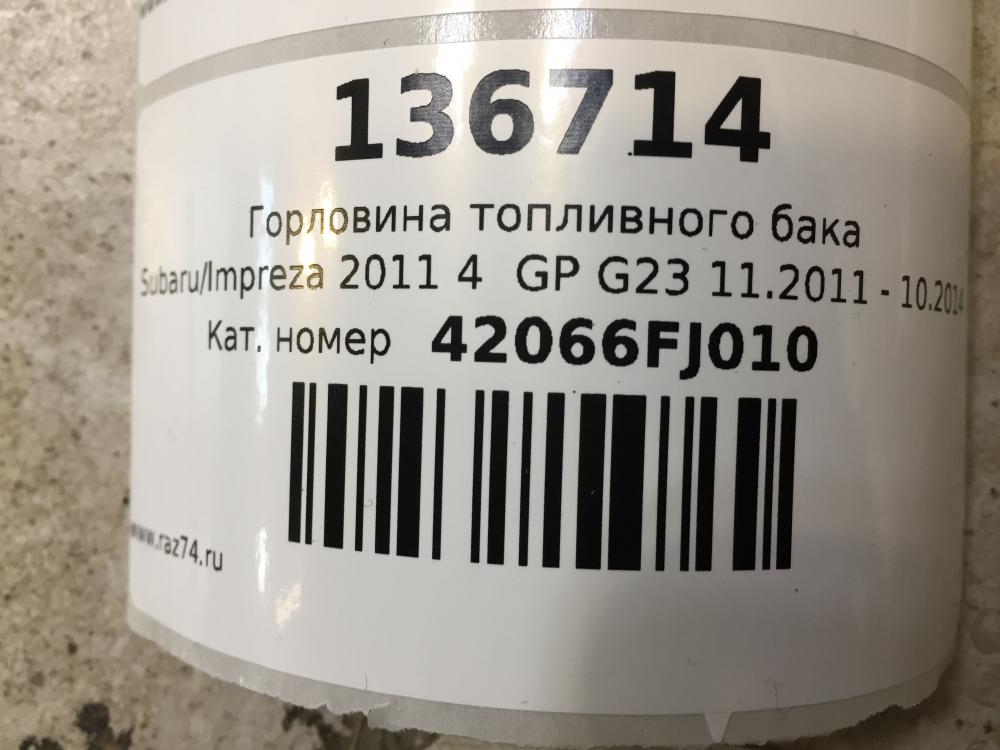 136714
Горловина топливного бака
Subaru/Impreza 2011 4 GP G23 11.2011 - 10.2014
Кат. номер 42066FJ010
www.raz74.ru